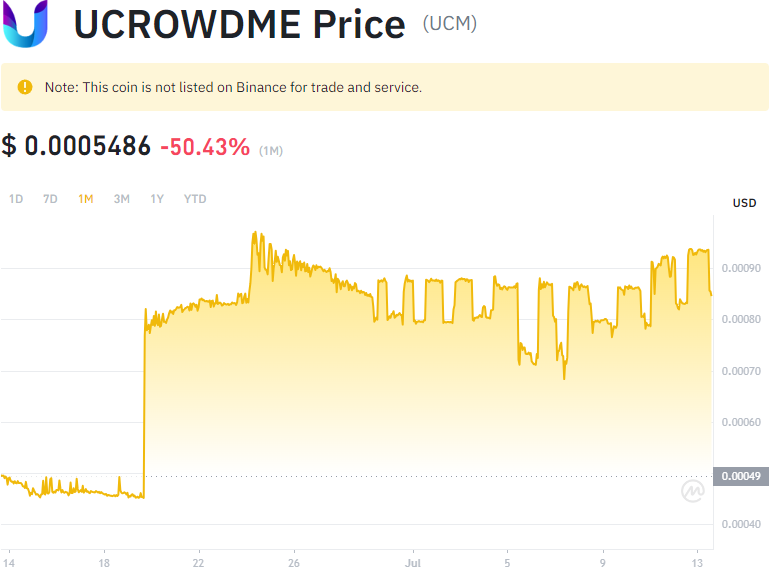 UCROWDME Price (UCM)
Note: This coin is not listed on Binance for trade and service.
$ 0.0005486 -50.43% (1M)
1D 7D 1M 3M 1Y YTD
USD
0.00090
0.00080
0.00070
0.00060
0.00049
0.00040
14 18 22 26 Jul 5 9 13